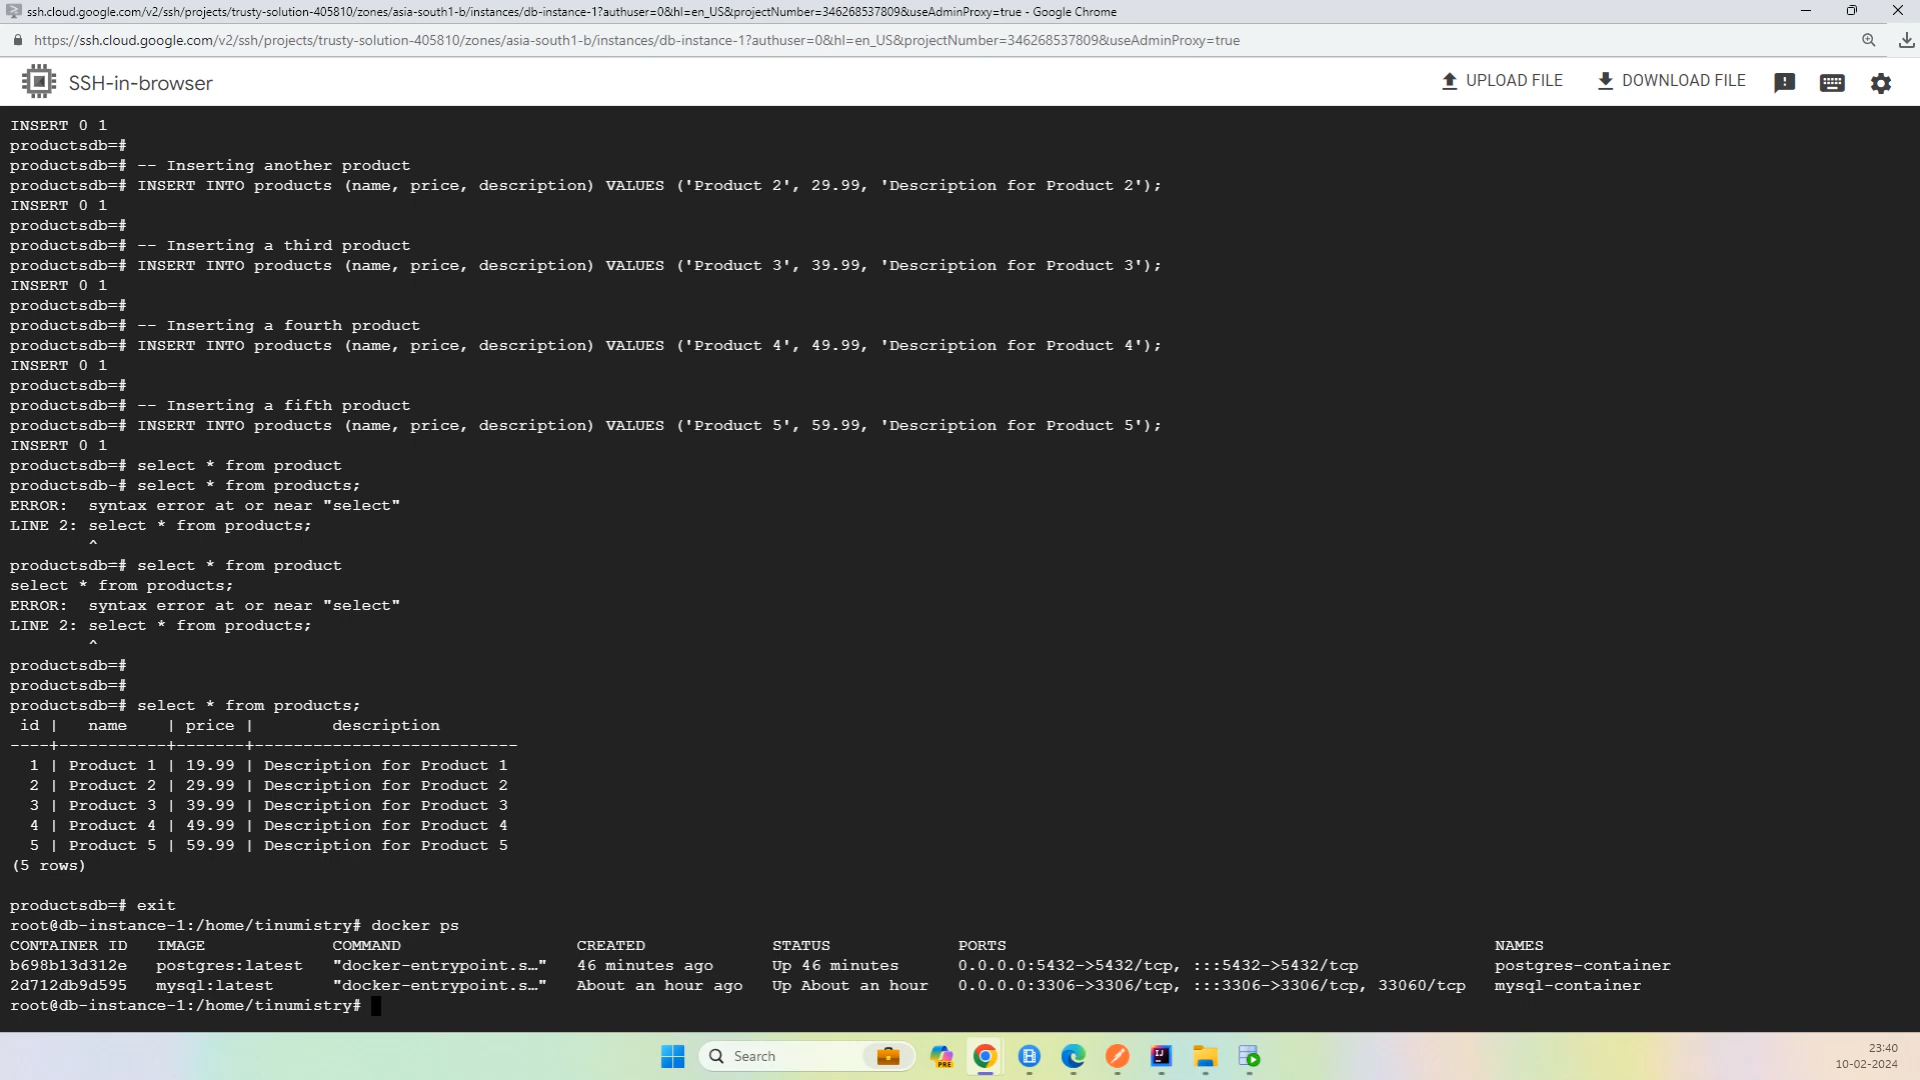 ssh.cloud.google.com/v2/ssh/projects/trusty-solution-405810/zones/asia-south1-b/instances/db-instance-1?authuser=0&hl=en_US&projectNumber=346268537809&useAdminProxy=true - Google Chrome
https://ssh.cloud.google.com/v2/ssh/projects/trusty-solution-405810/zones/asia-south1-b/instances/db-instance-1?authuser=0&hl=en_US&projectNumber=346268537809&useAdminProxy=true
SSH-in-browser UPLOAD FILE DOWNLOAD FILE
INSERT 0 1
productsdb=#
productsdb=# -- Inserting another product
productsdb=# INSERT INTO products (name, price, description) VALUES ('Product 2', 29.99, 'Description for Product 2');
INSERT 0 1
productsdb=#
productsdb=# -- Inserting a third product
productsdb=# INSERT INTO products (name, price, description) VALUES ('Product 3', 39.99, 'Description for Product 3');
INSERT 0 1
productsdb=#
productsdb=# -- Inserting a fourth product
productsdb=# INSERT INTO products (name, price, description) VALUES ('Product 4', 49.99, 'Description for Product 4');
INSERT 0 1
productsdb=#
productsdb=# -- Inserting a fifth product
productsdb=# INSERT INTO products (name, price, description) VALUES ('Product 5', 59.99, 'Description for Product 5');
INSERT 0 1
productsdb=# select * from product
productsdb-# select * from products;
ERROR:  syntax error at or near "select"
LINE 2: select * from products;
^
productsdb=# select * from product
select * from products;
ERROR:  syntax error at or near "select"
LINE 2: select * from products;
^
productsdb=#
productsdb=#
productsdb=# select * from products;
id |   name    | price |        description
----+-----------+-------+---------------------------
1 | Product 1 | 19.99 | Description for Product 1
2 | Product 2 | 29.99 | Description for Product 2
3 | Product 3 | 39.99 | Description for Product 3
4 | Product 4 | 49.99 | Description for Product 4
5 | Product 5 | 59.99 | Description for Product 5
(5 rows)
productsdb=# exit
root@db-instance-1:/home/tinumistry# docker ps
CONTAINER ID   IMAGE             COMMAND                  CREATED             STATUS             PORTS                                                  NAMES
b698b13d312e   postgres:latest   "docker-entrypoint.s…"   46 minutes ago      Up 46 minutes      0.0.0.0:5432->5432/tcp, :::5432->5432/tcp              postgres-container
2d712db9d595   mysql:latest      "docker-entrypoint.s…"   About an hour ago   Up About an hour   0.0.0.0:3306->3306/tcp, :::3306->3306/tcp, 33060/tcp   mysql-container
root@db-instance-1:/home/tinumistry#
Search
PRE
23:40
10-02-2024